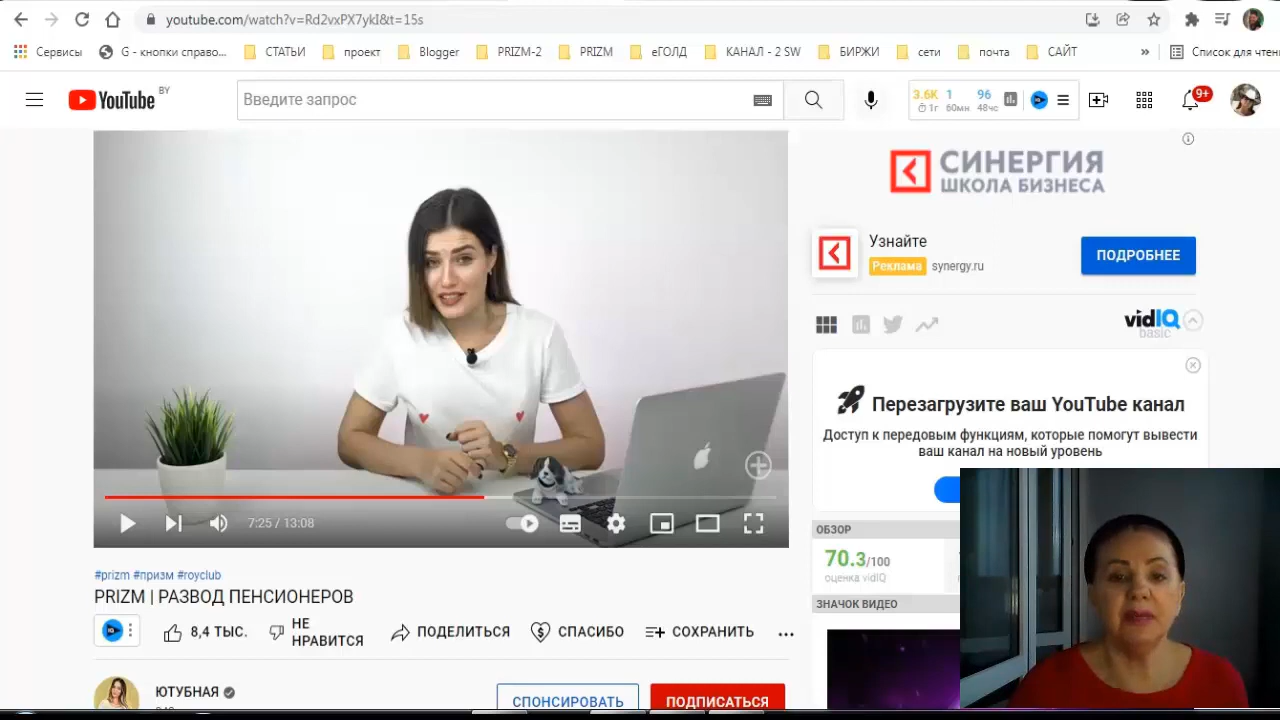 youtube.com/watch?v=Rd2vxPX7ykI&t=15s
Сервисы
G - кнопки справо...
СТАТЬИ
проект
Blogger
PRIZM-2
PRIZM
еГОЛД
КАНАЛ - 2 SW
БИРЖИ
сети
почта
САЙТ
»
Список для чтени
YouTube BY
Введите запрос
3.6K 1 96
1г 60мн 48чс
9+
СИНЕРГИЯ
ШКОЛА БИЗНЕСА
Узнайте
Реклама synergy.ru
ПОДРОБНЕЕ
vidIQ
basic
Перезагрузите ваш YouTube канал
Доступ к передовым функциям, которые помогут вывести
ваш канал на новый уровень
7:25 / 13:08
ОБЗОР
70.3/100
оценка vidIQ
ЗНАЧОК ВИДЕО
#prizm #призм #royclub
PRIZM | РАЗВОД ПЕНСИОНЕРОВ
8,4 ТЫС.
НЕ
НРАВИТСЯ
ПОДЕЛИТЬСЯ
СПАСИБО
СОХРАНИТЬ
ЮТУБНАЯ
СПОНСИРОВАТЬ
ПОДПИСАТЬСЯ